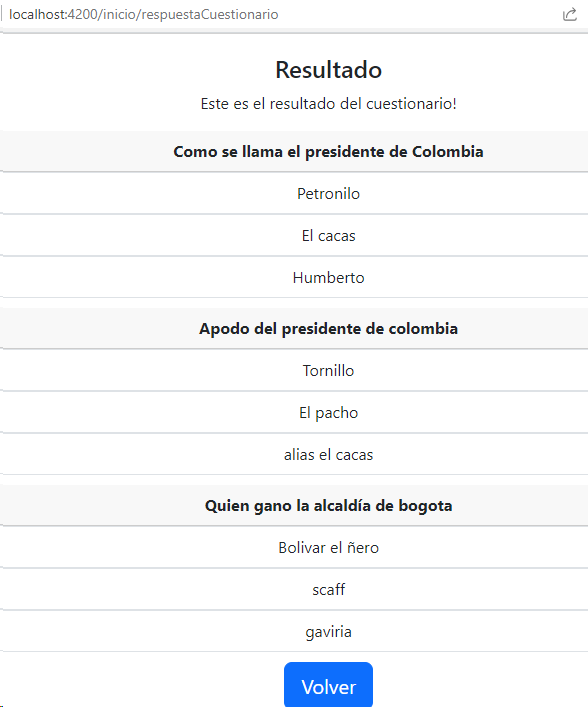 localhost:4200/inicio/respuestaCuestionario
Resultado
Este es el resultado del cuestionario!
Como se llama el presidente de Colombia
Petronilo
El cacas
Humberto
Apodo del presidente de colombia
Tornillo
El pacho
alias el cacas
Quien gano la alcaldía de bogota
Bolivar el ñero
scaff
gaviria
Volver